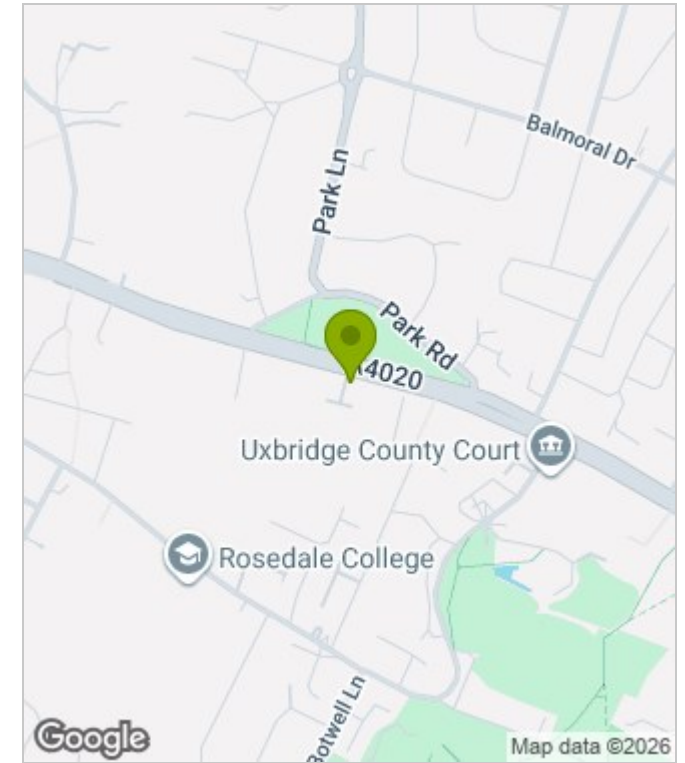 Balmoral Dr
Park Ln
Park Rd
A4020
Uxbridge County Court
Rosedale College
Botwell Ln
Google
Map data ©2026